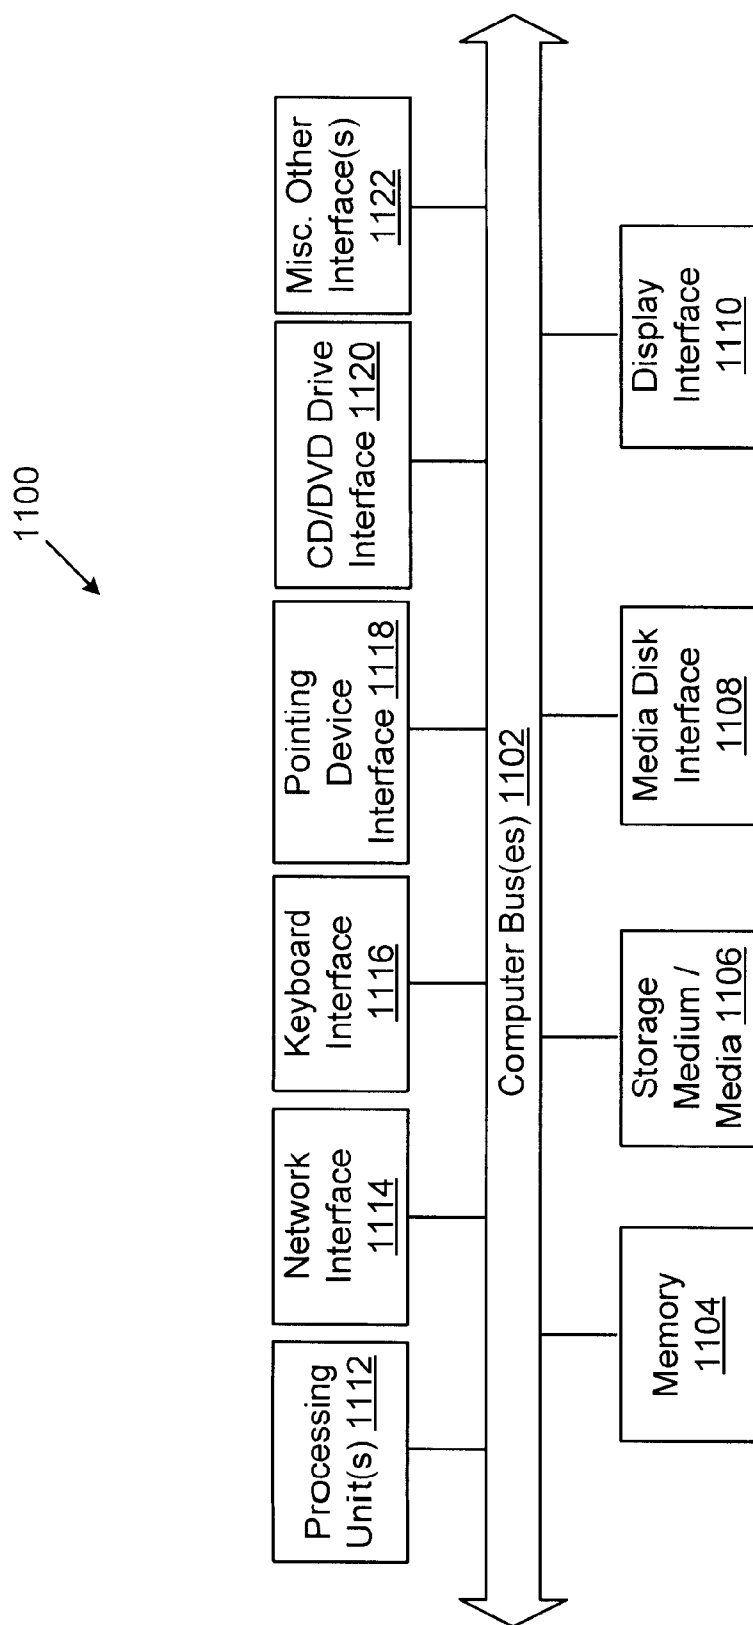 1100
Processing
Unit(s) 1112
Network
Interface
1114
Keyboard
Interface
1116
Pointing
Device
Interface 1118
CD/DVD Drive
Interface 1120
Misc. Other
Interface(s)
1122
Computer Bus(es) 1102
Memory
1104
Storage
Medium /
Media 1106
Media Disk
Interface
1108
Display
Interface
1110